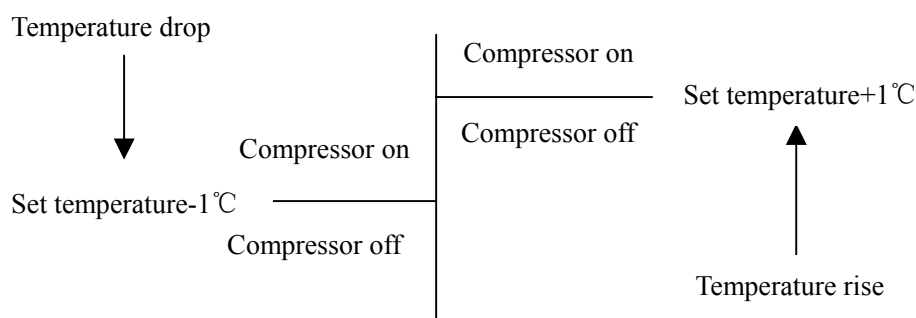 Temperature drop
Compressor on
Set temperature+1℃
Compressor off
Compressor on
Set temperature-1℃
Compressor off
Temperature rise